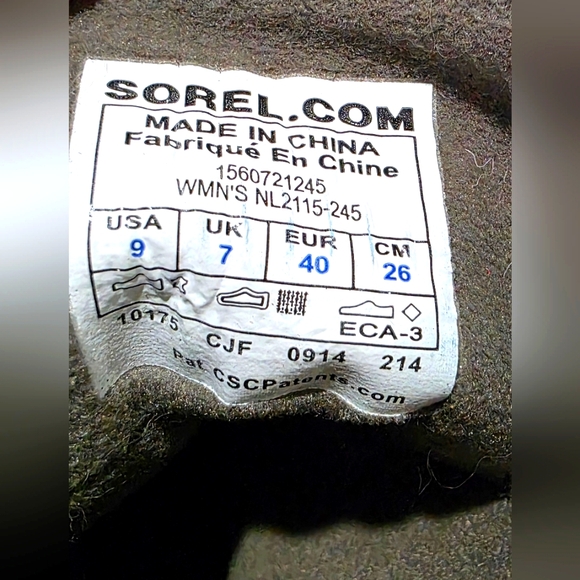 SOREL.COM
MADE IN CHINA
Fabriqué En Chine
1560721245
WMN'S NL2115-245
USA UK EUR CM
9 7 40 26
ECA-3
10175 CJF 0914 214
Pat. CSCPatents.com